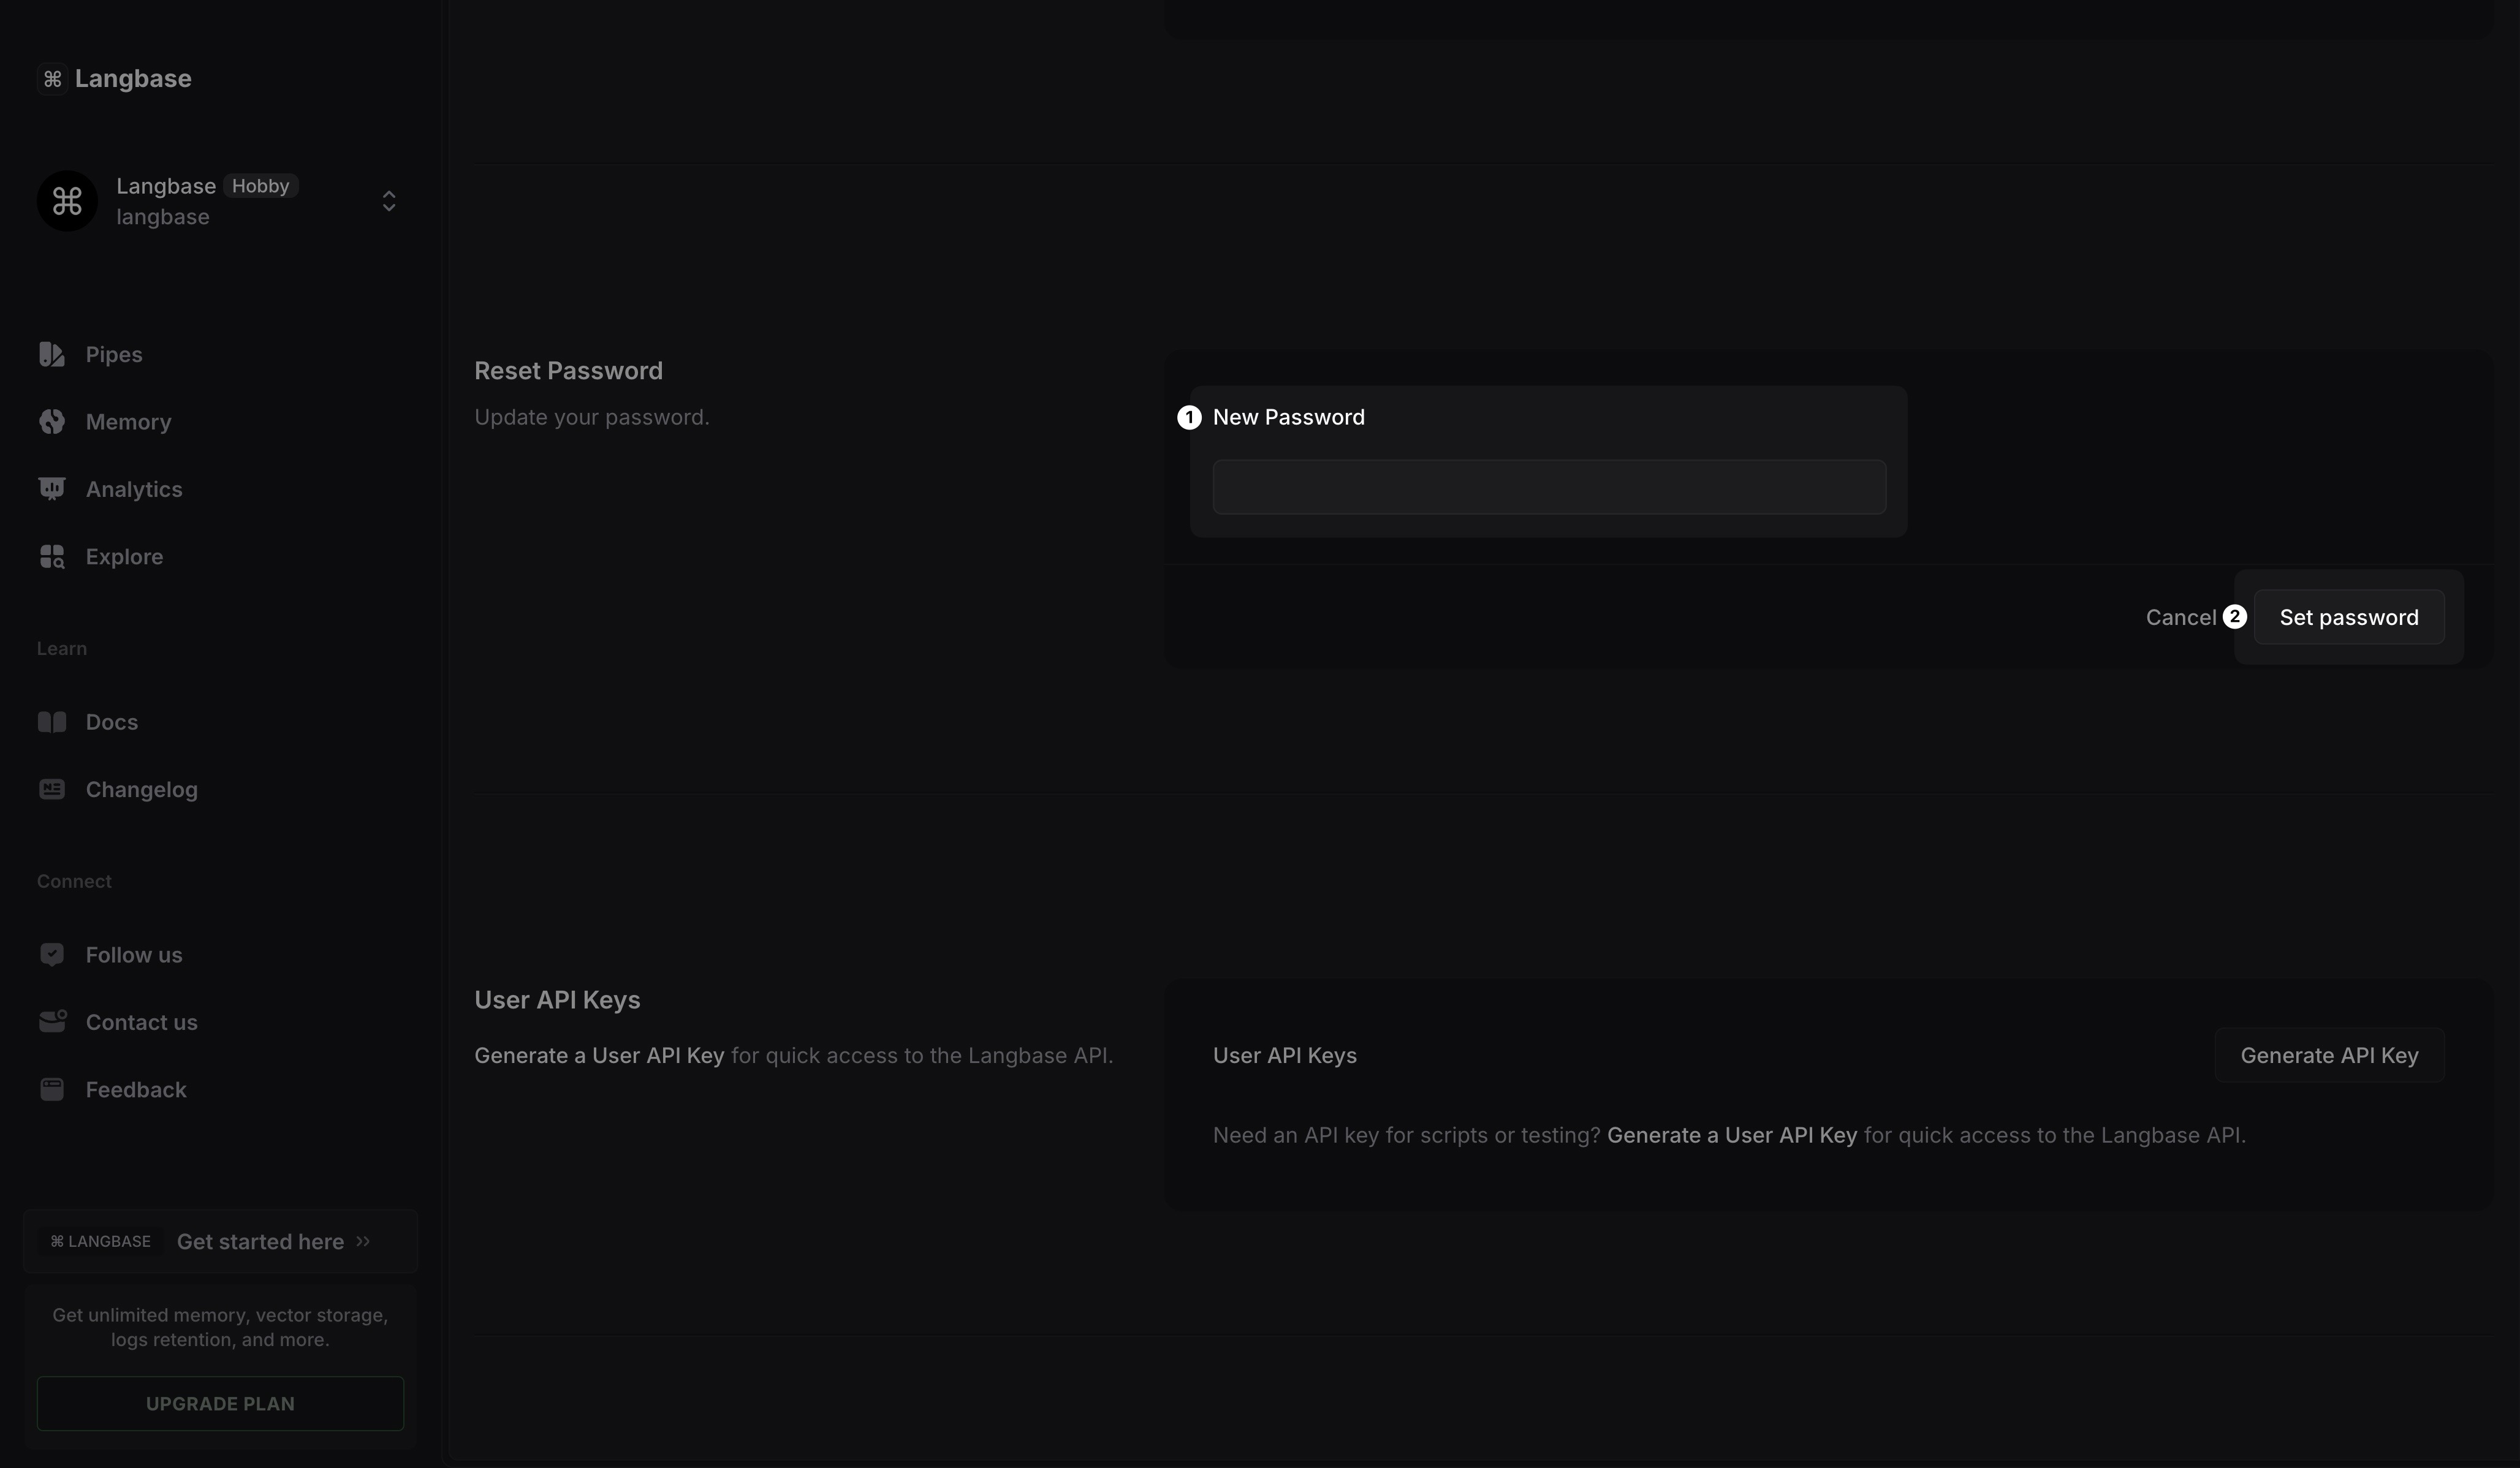 ⌘ Langbase
Langbase Hobby
langbase
Pipes
Memory
Analytics
Explore
Learn
Docs
Changelog
Connect
Follow us
Contact us
Feedback
⌘ LANGBASE Get started here
Get unlimited memory, vector storage,
logs retention, and more.
UPGRADE PLAN
Reset Password
Update your password.
1 New Password
Cancel 2 Set password
User API Keys
Generate a User API Key for quick access to the Langbase API.
User API Keys
Generate API Key
Need an API key for scripts or testing? Generate a User API Key for quick access to the Langbase API.